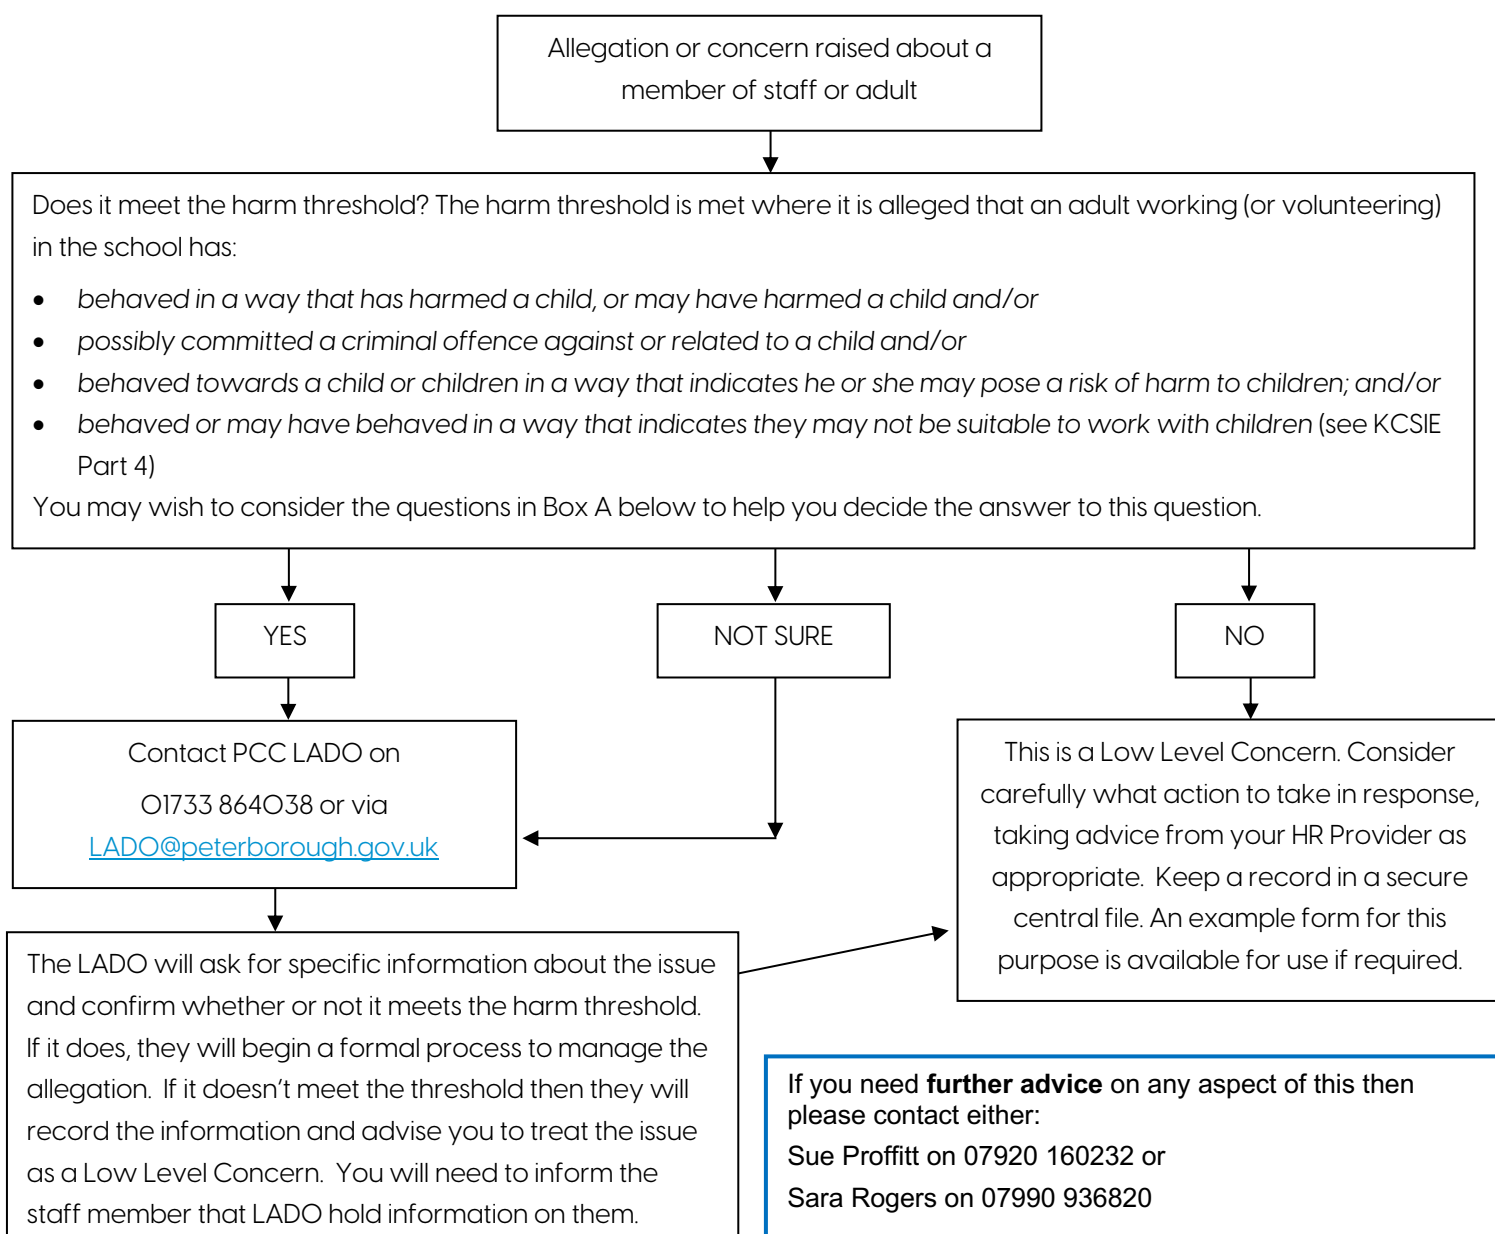 Allegation or concern raised about a
member of staff or adult
Does it meet the harm threshold? The harm threshold is met where it is alleged that an adult working (or volunteering)
in the school has:
• behaved in a way that has harmed a child, or may have harmed a child and/or
• possibly committed a criminal offence against or related to a child and/or
• behaved towards a child or children in a way that indicates he or she may pose a risk of harm to children; and/or
• behaved or may have behaved in a way that indicates they may not be suitable to work with children (see KCSIE
Part 4)
You may wish to consider the questions in Box A below to help you decide the answer to this question.
YES
NOT SURE
NO
Contact PCC LADO on
01733 864038 or via
LADO@peterborough.gov.uk
This is a Low Level Concern. Consider
carefully what action to take in response,
taking advice from your HR Provider as
appropriate. Keep a record in a secure
central file. An example form for this
purpose is available for use if required.
The LADO will ask for specific information about the issue
and confirm whether or not it meets the harm threshold.
If it does, they will begin a formal process to manage the
allegation. If it doesn't meet the threshold then they will
record the information and advise you to treat the issue
as a Low Level Concern. You will need to inform the
staff member that LADO hold information on them.
If you need further advice on any aspect of this then
please contact either:
Sue Proffitt on 07920 160232 or
Sara Rogers on 07990 936820